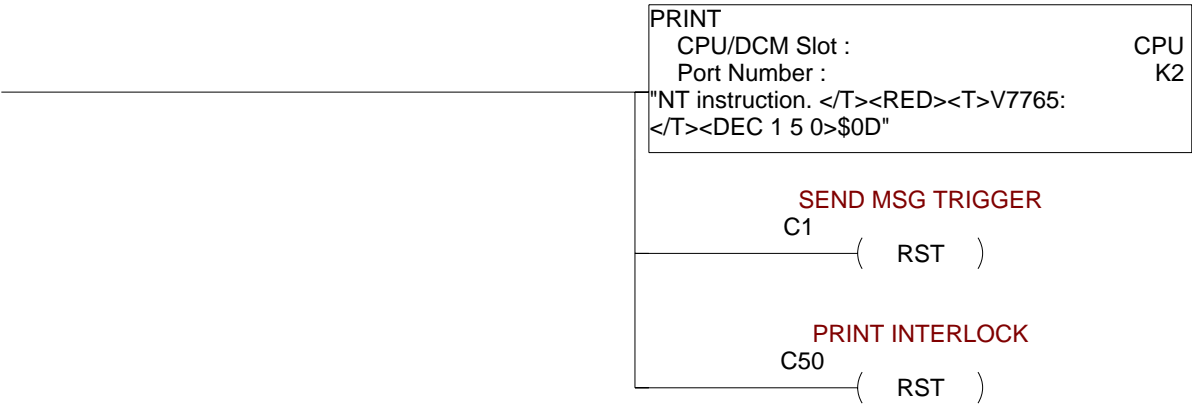 PRINT
CPU/DCM Slot : CPU
Port Number : K2
"NT instruction. </T><RED><T>V7765:
</T><DEC 1 5 0>$0D"
SEND MSG TRIGGER
C1
( RST )
PRINT INTERLOCK
C50
( RST )